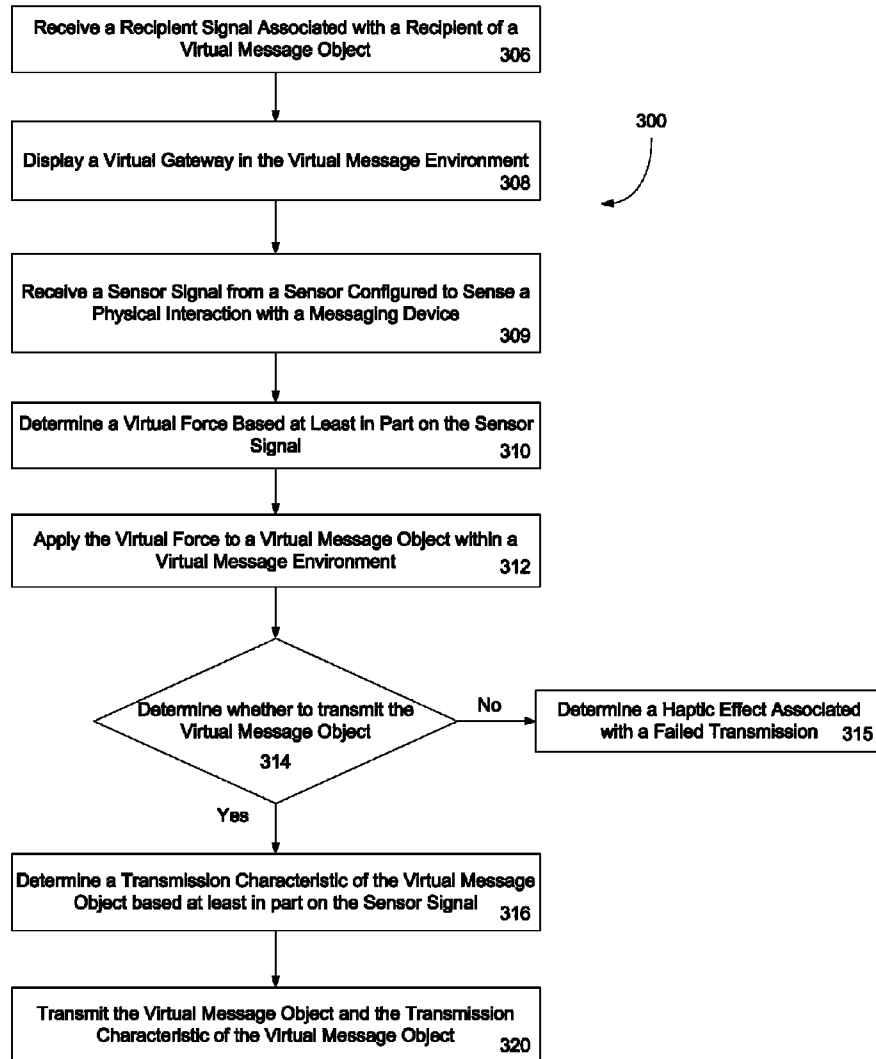 Receive a Recipient Signal Associated with a Recipient of a
Virtual Message Object
306
300
Display a Virtual Gateway in the Virtual Message Environment
308
Receive a Sensor Signal from a Sensor Configured to Sense a
Physical Interaction with a Messaging Device
309
Determine a Virtual Force Based at Least in Part on the Sensor
Signal
310
Apply the Virtual Force to a Virtual Message Object within a
Virtual Message Environment
312
Determine whether to transmit the
Virtual Message Object
314
No
Determine a Haptic Effect Associated
with a Failed Transmission 315
Yes
Determine a Transmission Characteristic of the Virtual Message
Object based at least in part on the Sensor Signal
316
Transmit the Virtual Message Object and the Transmission
Characteristic of the Virtual Message Object
320